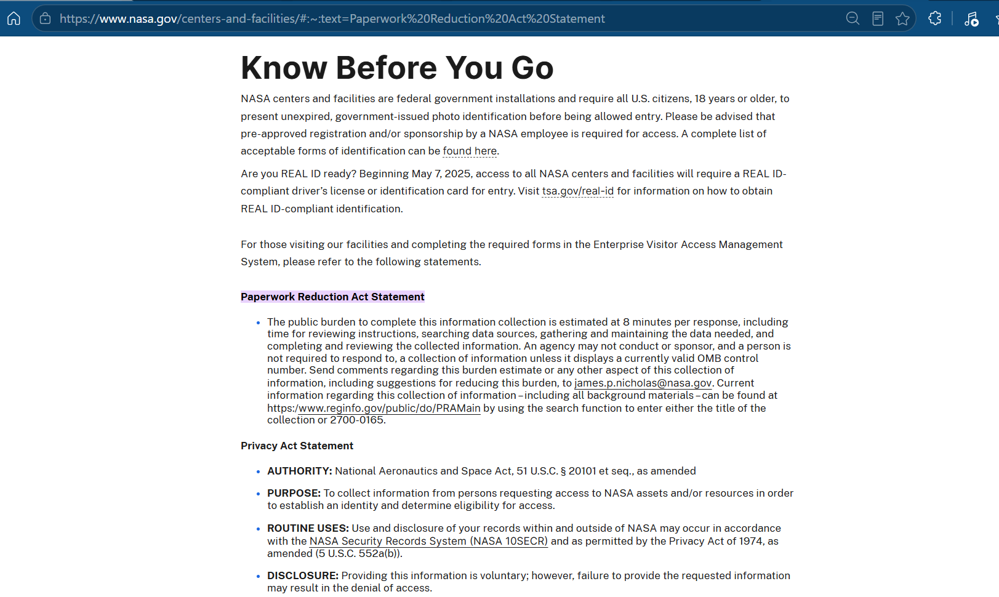 https://www.nasa.gov/centers-and-facilities/#:~:text=Paperwork%20Reduction%20Act%20Statement
Know Before You Go
NASA centers and facilities are federal government installations and require all U.S. citizens, 18 years or older, to
present unexpired, government-issued photo identification before being allowed entry. Please be advised that
pre-approved registration and/or sponsorship by a NASA employee is required for access. A complete list of
acceptable forms of identification can be found here.
Are you REAL ID ready? Beginning May 7, 2025, access to all NASA centers and facilities will require a REAL ID-
compliant driver’s license or identification card for entry. Visit tsa.gov/real-id for information on how to obtain
REAL ID-compliant identification.
For those visiting our facilities and completing the required forms in the Enterprise Visitor Access Management
System, please refer to the following statements.
Paperwork Reduction Act Statement
• The public burden to complete this information collection is estimated at 8 minutes per response, including
time for reviewing instructions, searching data sources, gathering and maintaining the data needed, and
completing and reviewing the collected information. An agency may not conduct or sponsor, and a person is
not required to respond to, a collection of information unless it displays a currently valid OMB control
number. Send comments regarding this burden estimate or any other aspect of this collection of
information, including suggestions for reducing this burden, to james.p.nicholas@nasa.gov. Current
information regarding this collection of information – including all background materials – can be found at
https:/www.reginfo.gov/public/do/PRAMain by using the search function to enter either the title of the
collection or 2700-0165.
Privacy Act Statement
• AUTHORITY: National Aeronautics and Space Act, 51 U.S.C. § 20101 et seq., as amended
• PURPOSE: To collect information from persons requesting access to NASA assets and/or resources in order
to establish an identity and determine eligibility for access.
• ROUTINE USES: Use and disclosure of your records within and outside of NASA may occur in accordance
with the NASA Security Records System (NASA 10SECR) and as permitted by the Privacy Act of 1974, as
amended (5 U.S.C. 552a(b)).
• DISCLOSURE: Providing this information is voluntary; however, failure to provide the requested information
may result in the denial of access.